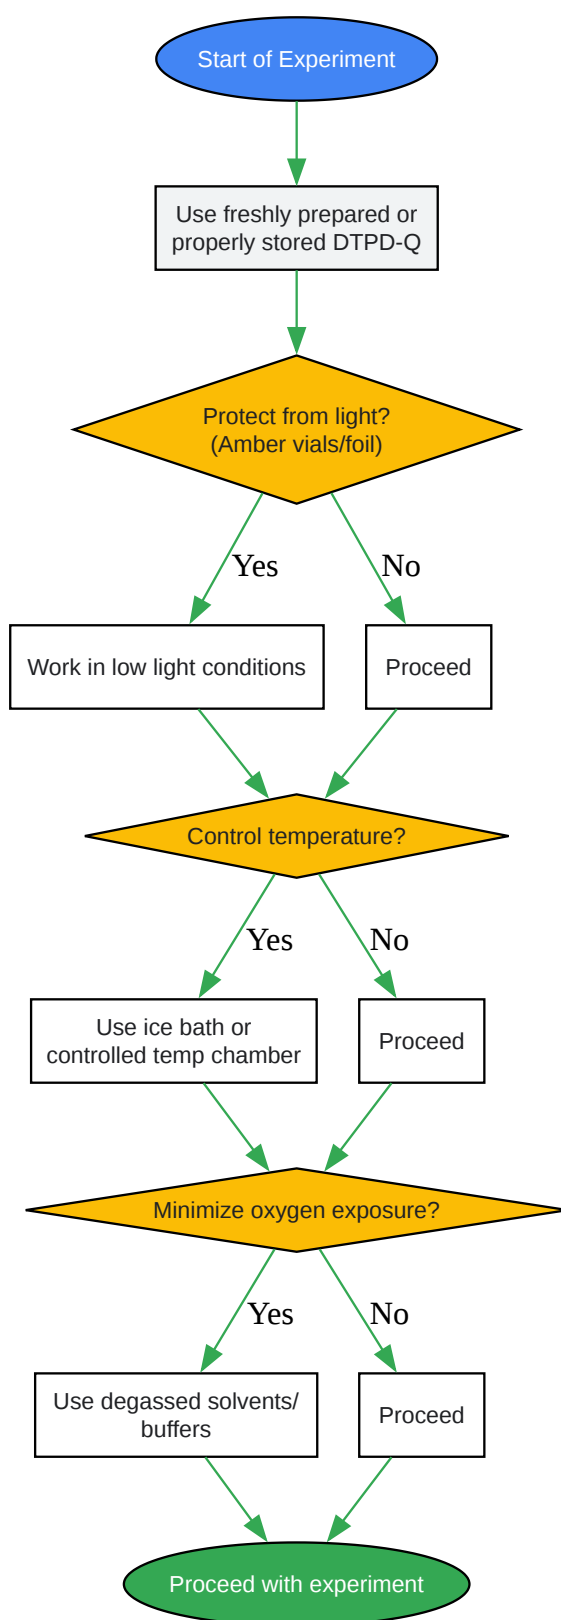 Start of Experiment
Use freshly prepared or
properly stored DTPD-Q
Protect from light?
(Amber vials/foil)
Yes
No
Work in low light conditions
Proceed
Control temperature?
Yes
No
Use ice bath or
controlled temp chamber
Proceed
Minimize oxygen exposure?
Yes
No
Use degassed solvents/
buffers
Proceed
Proceed with experiment